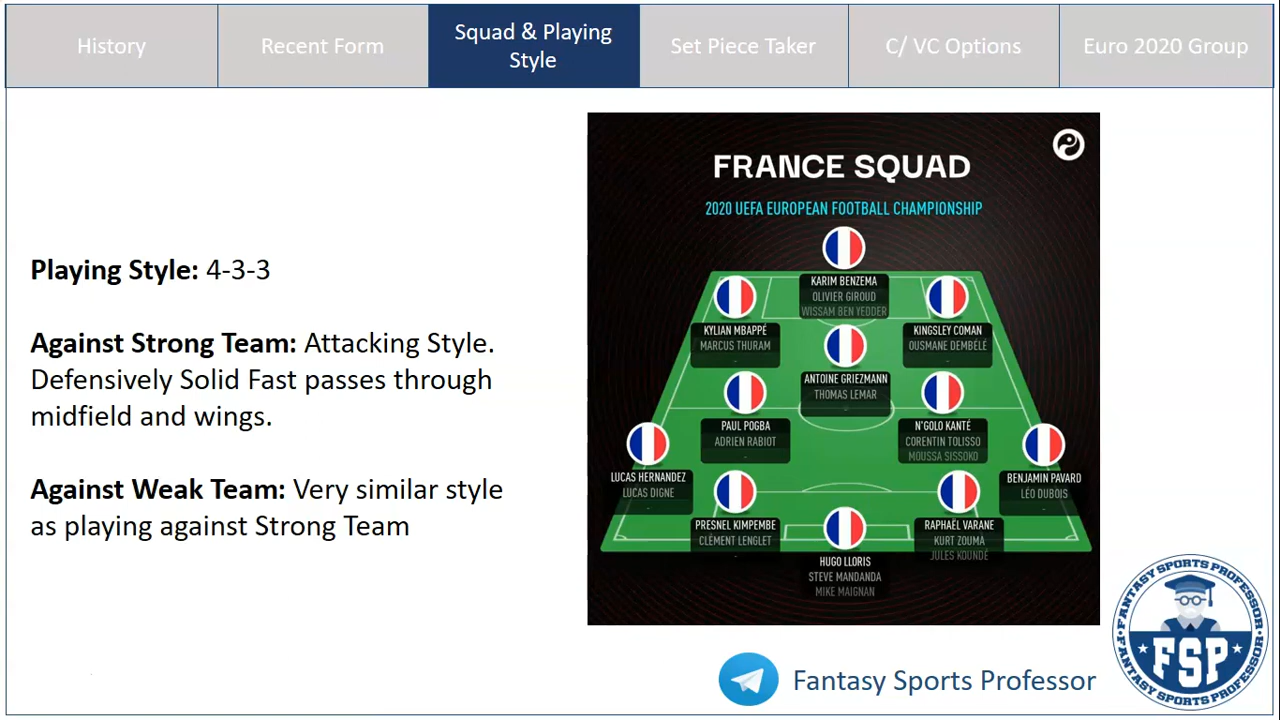 History
Recent Form
Squad & Playing
Style
Set Piece Taker
C/ VC Options
Euro 2020 Group
Playing Style: 4-3-3
Against Strong Team: Attacking Style.
Defensively Solid Fast passes through
midfield and wings.
Against Weak Team: Very similar style
as playing against Strong Team
FRANCE SQUAD
2020 UEFA EUROPEAN FOOTBALL CHAMPIONSHIP
KARIM BENZEMA
OLIVIER GIROUD
WISSAM BEN YEDDER
KYLIAN MBAPPÉ
MARCUS THURAM
-
KINGSLEY COMAN
OUSMANE DEMBÉLÉ
-
ANTOINE GRIEZMANN
THOMAS LEMAR
-
PAUL POGBA
ADRIEN RABIOT
-
N'GOLO KANTÉ
CORENTIN TOLISSO
MOUSSA SISSOKO
LUCAS HERNANDEZ
LUCAS DIGNE
-
BENJAMIN PAVARD
LÉO DUBOIS
-
PRESNEL KIMPEMBE
CLÉMENT LENGLET
-
RAPHAËL VARANE
KURT ZOUMA
JULES KOUNDÉ
HUGO LLORIS
STEVE MANDANDA
MIKE MAIGNAN
Fantasy Sports Professor
FANTASY SPORTS PROFESSOR
FSP
FANTASY SPORTS PROFESSOR